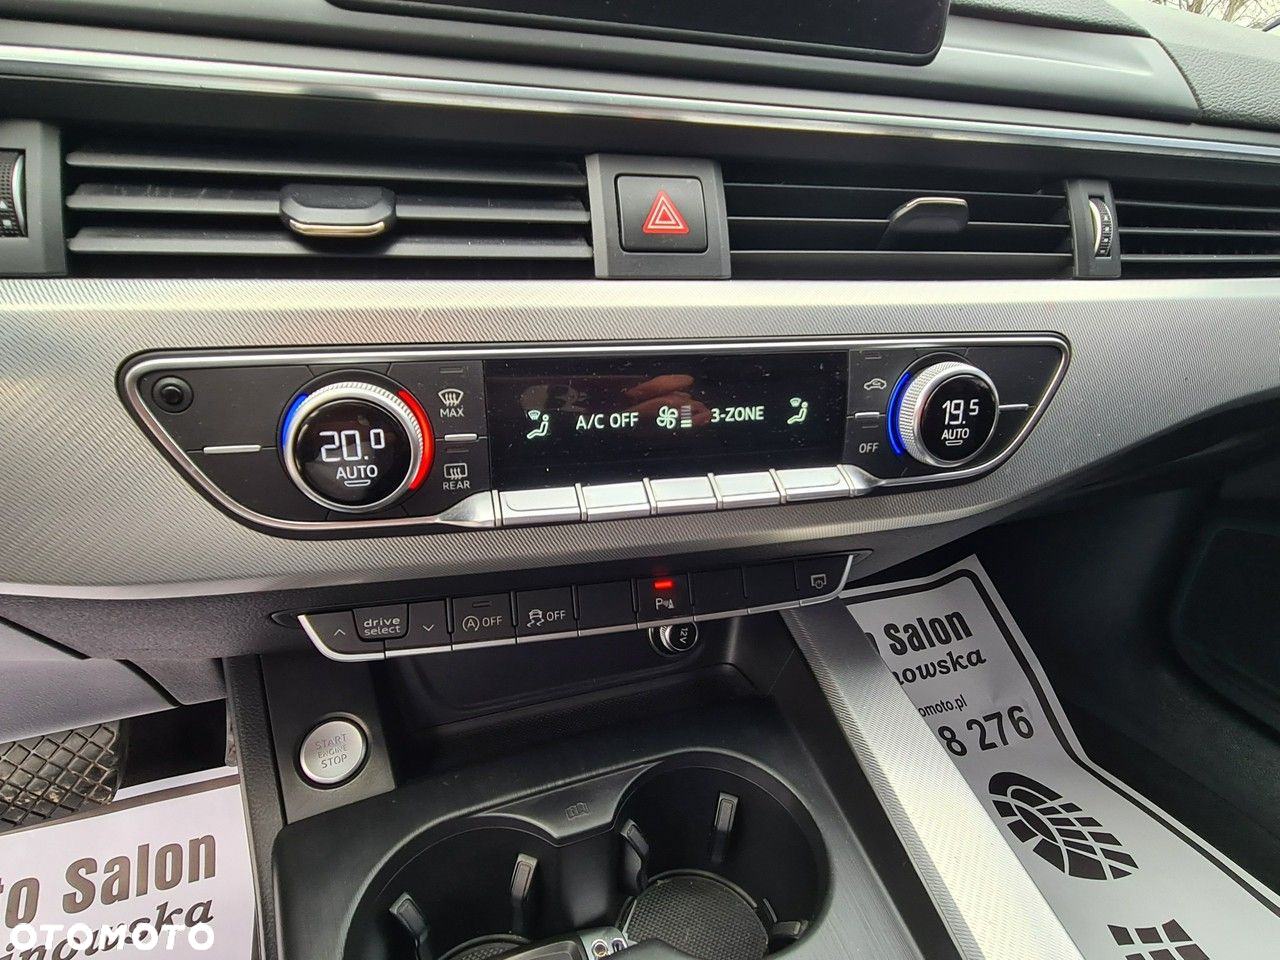 20.0
AUTO
MAX
REAR
A/C OFF
3-ZONE
OFF
19.5
AUTO
drive
select
A OFF
OFF
P
12V
START
ENGINE
STOP
Salon
nowska
omoto.pl
8 276
to Salon
inowska
OTOMOTO